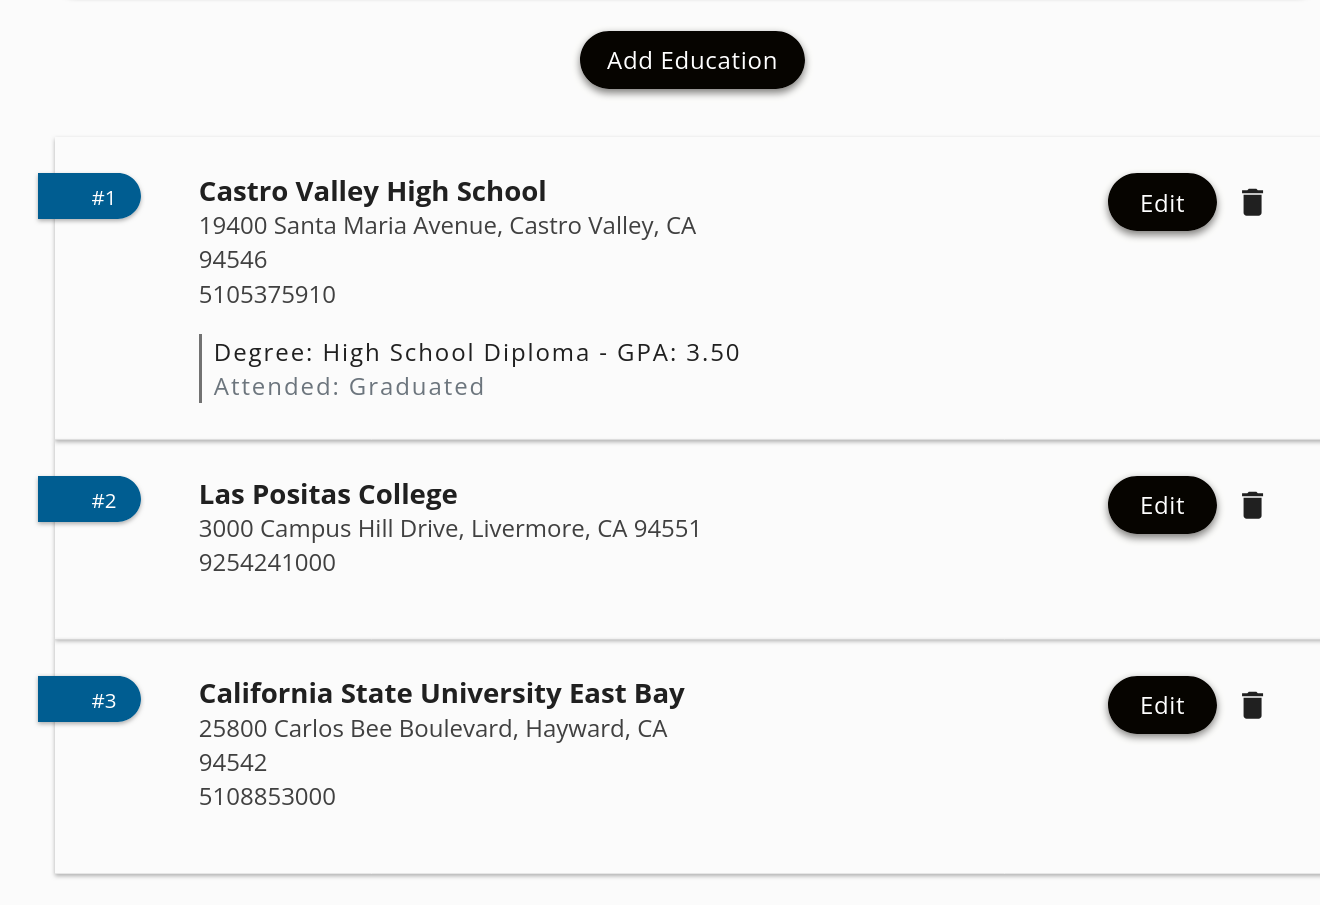 Add Education
#1
Castro Valley High School
Edit
19400 Santa Maria Avenue, Castro Valley, CA
94546
5105375910
Degree: High School Diploma - GPA: 3.50
Attended: Graduated
#2
Las Positas College
Edit
3000 Campus Hill Drive, Livermore, CA 94551
9254241000
#3
California State University East Bay
Edit
25800 Carlos Bee Boulevard, Hayward, CA
94542
5108853000